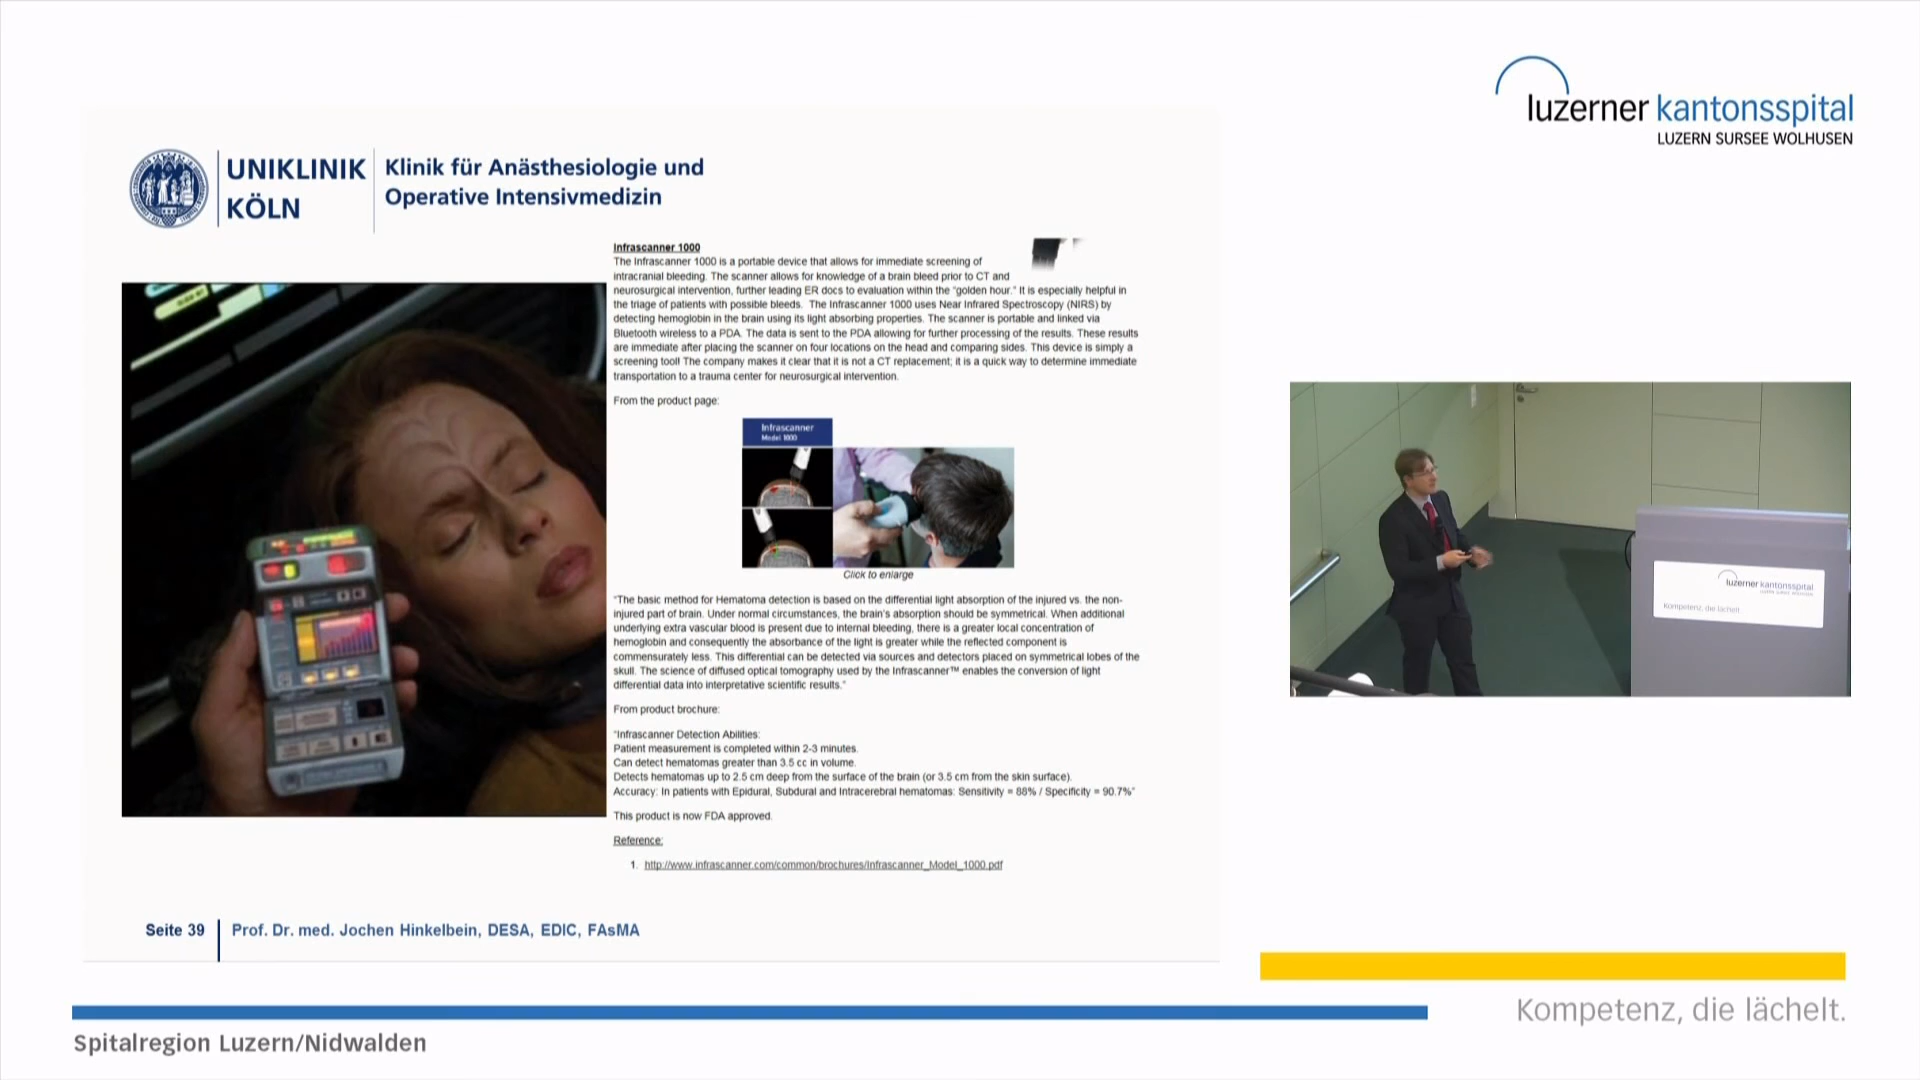 luzerner kantonsspital
LUZERN SURSEE WOLHUSEN
UNIKLINIK
KÖLN
Klinik für Anästhesiologie und
Operative Intensivmedizin
Infrascanner 1000
The Infrascanner 1000 is a portable device that allows for immediate screening of
intracranial bleeding. The scanner allows for knowledge of a brain bleed prior to CT and
neurosurgical intervention, further leading ER docs to evaluation within the "golden hour." It is especially helpful in
the triage of patients with possible bleeds. The Infrascanner 1000 uses Near Infrared Spectroscopy (NIRS) by
detecting hemoglobin in the brain using its light absorbing properties. The scanner is portable and linked via
Bluetooth wireless to a PDA. The data is sent to the PDA allowing for further processing of the results. These results
are immediate after placing the scanner on four locations on the head and comparing sides. This device is simply a
screening tool! The company makes it clear that it is not a CT replacement; it is a quick way to determine immediate
transportation to a trauma center for neurosurgical intervention.
From the product page:
Infrascanner
Model 1000
Click to enlarge
"The basic method for Hematoma detection is based on the differential light absorption of the injured vs. the non-
injured part of brain. Under normal circumstances, the brain's absorption should be symmetrical. When additional
underlying extra vascular blood is present due to internal bleeding, there is a greater local concentration of
hemoglobin and consequently the absorbance of the light is greater while the reflected component is
commensurately less. This differential can be detected via sources and detectors placed on symmetrical lobes of the
skull. The science of diffused optical tomography used by the Infrascanner™ enables the conversion of light
differential data into interpretative scientific results."
From product brochure:
"Infrascanner Detection Abilities:
Patient measurement is completed within 2-3 minutes.
Can detect hematomas greater than 3.5 cc in volume.
Detects hematomas up to 2.5 cm deep from the surface of the brain (or 3.5 cm from the skin surface).
Accuracy: In patients with Epidural, Subdural and Intracerebral hematomas: Sensitivity = 88% / Specificity = 90.7%"
This product is now FDA approved.
Reference:
1. http://www.infrascanner.com/common/brochures/Infrascanner_Model_1000.pdf
luzerner kantonsspital
Kompetenz, die lächelt.
Seite 39
Prof. Dr. med. Jochen Hinkelbein, DESA, EDIC, FAsMA
Kompetenz, die lächelt.
Spitalregion Luzern/Nidwalden